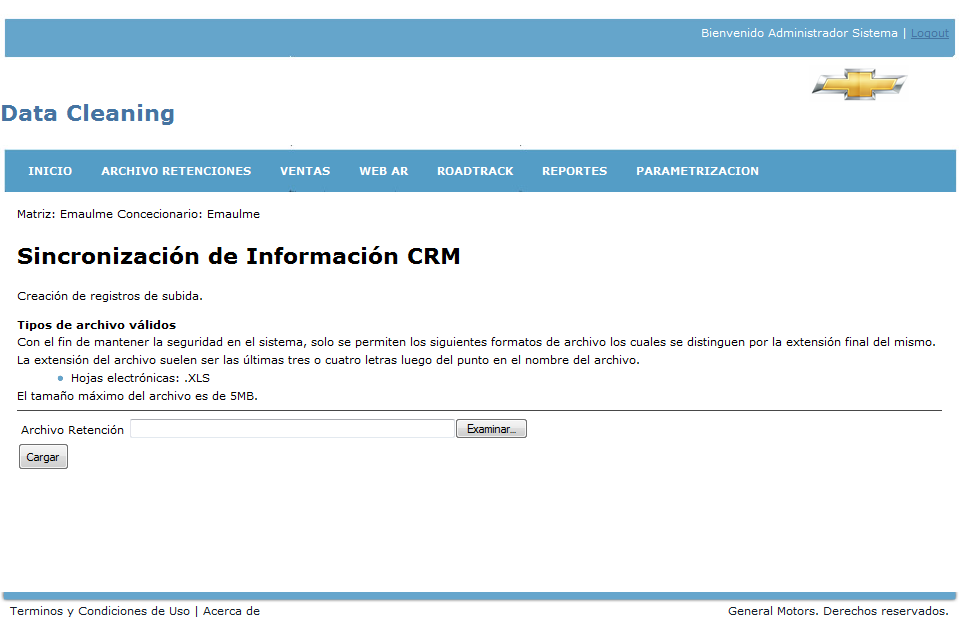 Bienvenido Administrador Sistema | Logout
Data Cleaning
INICIO ARCHIVO RETENCIONES VENTAS WEB AR ROADTRACK REPORTES PARAMETRIZACION
Matriz: Emaulme Concecionario: Emaulme
Sincronización de Información CRM
Creación de registros de subida.
Tipos de archivo válidos
Con el fin de mantener la seguridad en el sistema, solo se permiten los siguientes formatos de archivo los cuales se distinguen por la extensión final del mismo.
La extensión del archivo suelen ser las últimas tres o cuatro letras luego del punto en el nombre del archivo.
Hojas electrónicas: .XLS
El tamaño máximo del archivo es de 5MB.
Archivo Retención Examinar...
Cargar
Terminos y Condiciones de Uso | Acerca de General Motors. Derechos reservados.